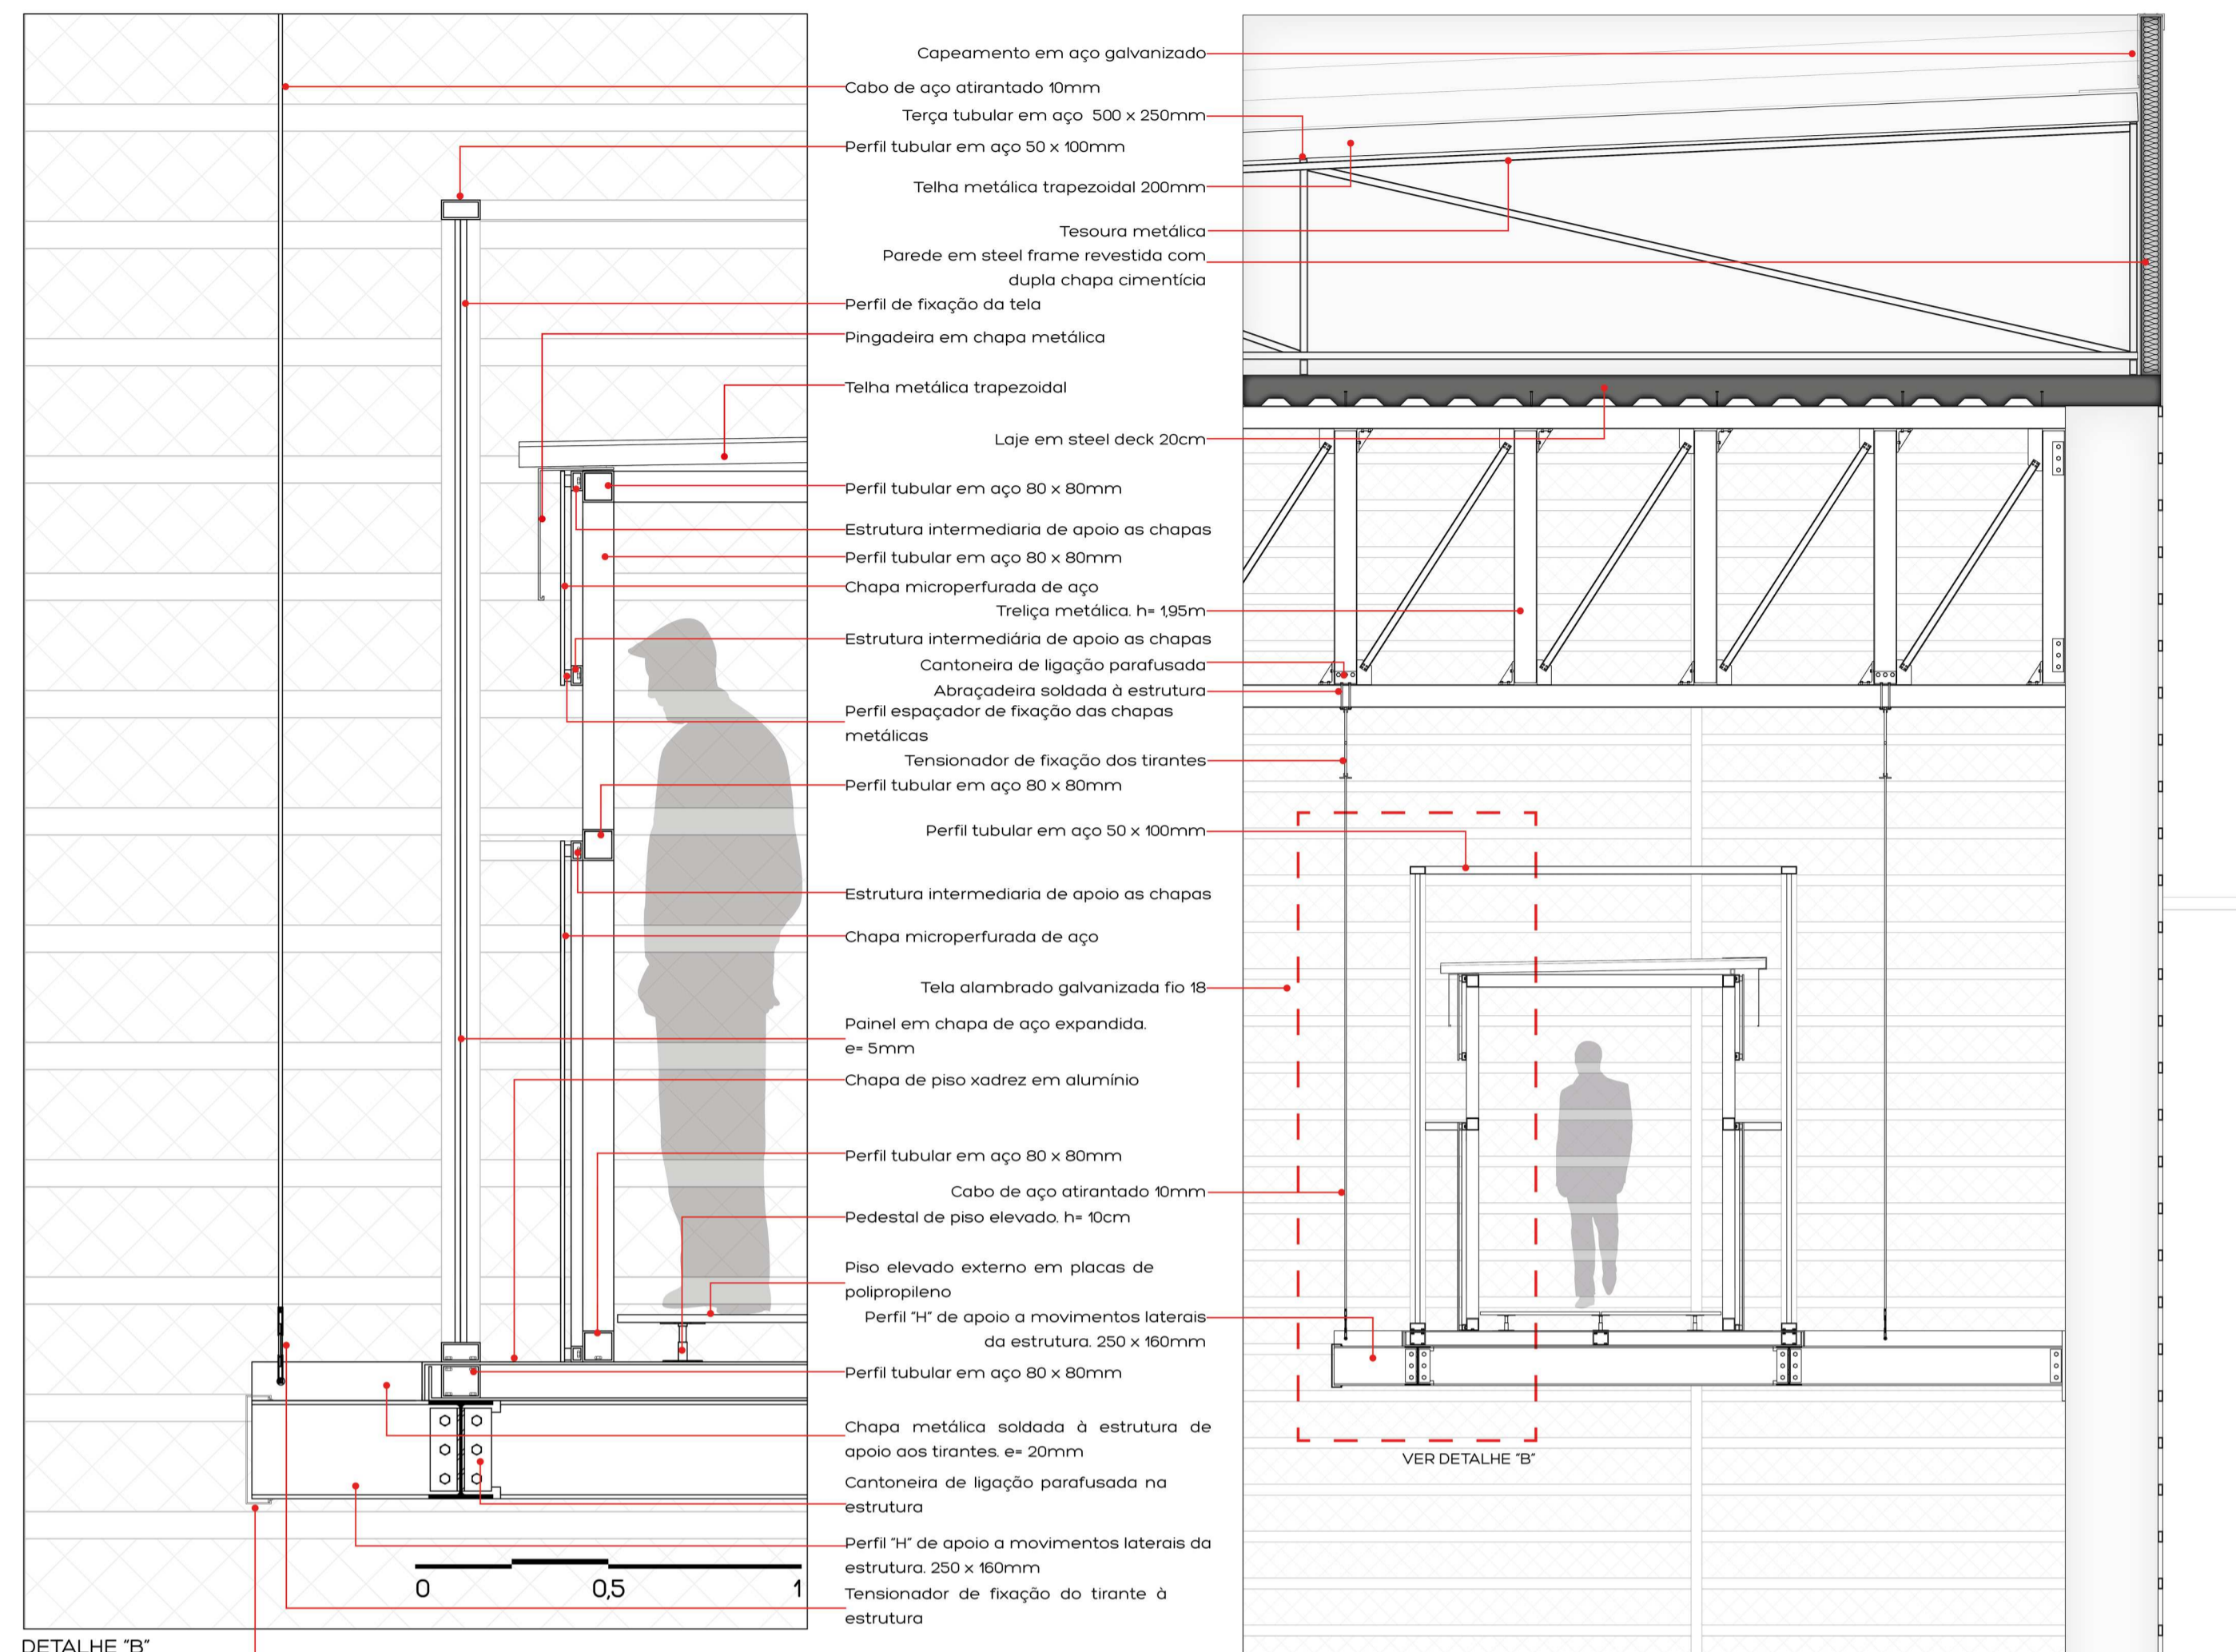 Capeamento em aço galvanizado
Cabo de aço atirantado 10mm
Terça tubular em aço 500 x 250mm
Perfil tubular em aço 50 x 100mm
Telha metálica trapezoidal 200mm
Tesoura metálica
Parede em steel frame revestida com
dupla chapa cimentícia
Perfil de fixação da tela
Pingadeira em chapa metálica
Telha metálica trapezoidal
Laje em steel deck 20cm
Perfil tubular em aço 80 x 80mm
Estrutura intermediaria de apoio as chapas
Perfil tubular em aço 80 x 80mm
Chapa microperfurada de aço
Treliça metálica. h= 1,95m
Estrutura intermediária de apoio as chapas
Cantoneira de ligação parafusada
Abraçadeira soldada à estrutura
Perfil espaçador de fixação das chapas
metálicas
Tensionador de fixação dos tirantes
Perfil tubular em aço 80 x 80mm
Perfil tubular em aço 50 x 100mm
Estrutura intermediaria de apoio as chapas
Chapa microperfurada de aço
Tela alambrado galvanizada fio 18
Painel em chapa de aço expandida.
e= 5mm
Chapa de piso xadrez em alumínio
Perfil tubular em aço 80 x 80mm
Cabo de aço atirantado 10mm
Pedestal de piso elevado. h= 10cm
Piso elevado externo em placas de
polipropileno
Perfil "H" de apoio a movimentos laterais
da estrutura. 250 x 160mm
Perfil tubular em aço 80 x 80mm
Chapa metálica soldada à estrutura de
apoio aos tirantes. e= 20mm
Cantoneira de ligação parafusada na
estrutura
Perfil "H" de apoio a movimentos laterais da
estrutura. 250 x 160mm
Tensionador de fixação do tirante à
estrutura
0 0,5 1
DETALHE "B"
VER DETALHE "B"